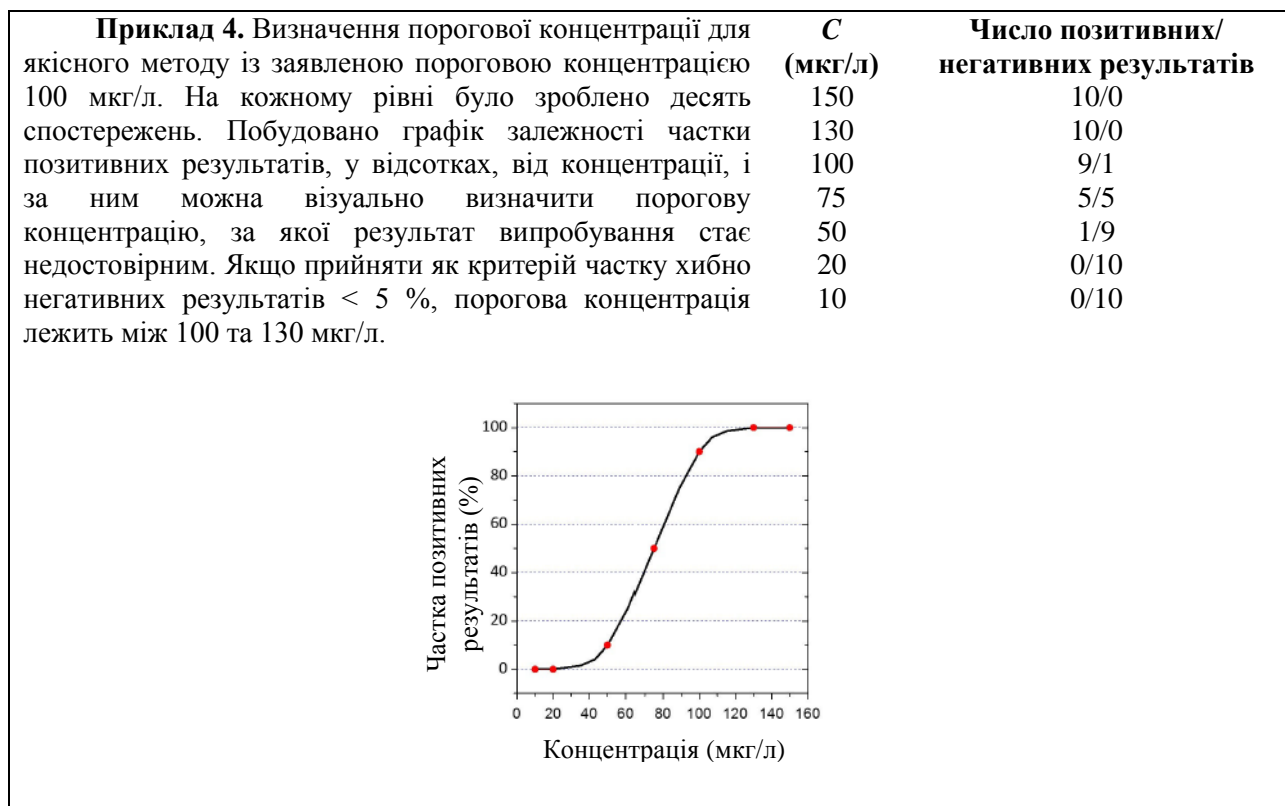 Приклад 4. Визначення порогової концентрації для
якісного методу із заявленою пороговою концентрацією
100 мкг/л. На кожному рівні було зроблено десять
спостережень. Побудовано графік залежності частки
позитивних результатів, у відсотках, від концентрації, і
за ним можна візуально визначити порогову
концентрацію, за якої результат випробування стає
недостовірним. Якщо прийняти як критерій частку хибно
негативних результатів < 5 %, порогова концентрація
лежить між 100 та 130 мкг/л.
C Число позитивних/
(мкг/л) негативних результатів
150 10/0
130 10/0
100 9/1
75 5/5
50 1/9
20 0/10
10 0/10
Частка позитивних
результатів (%)
100
80
60
40
20
0
0 20 40 60 80 100 120 140 160
Концентрація (мкг/л)